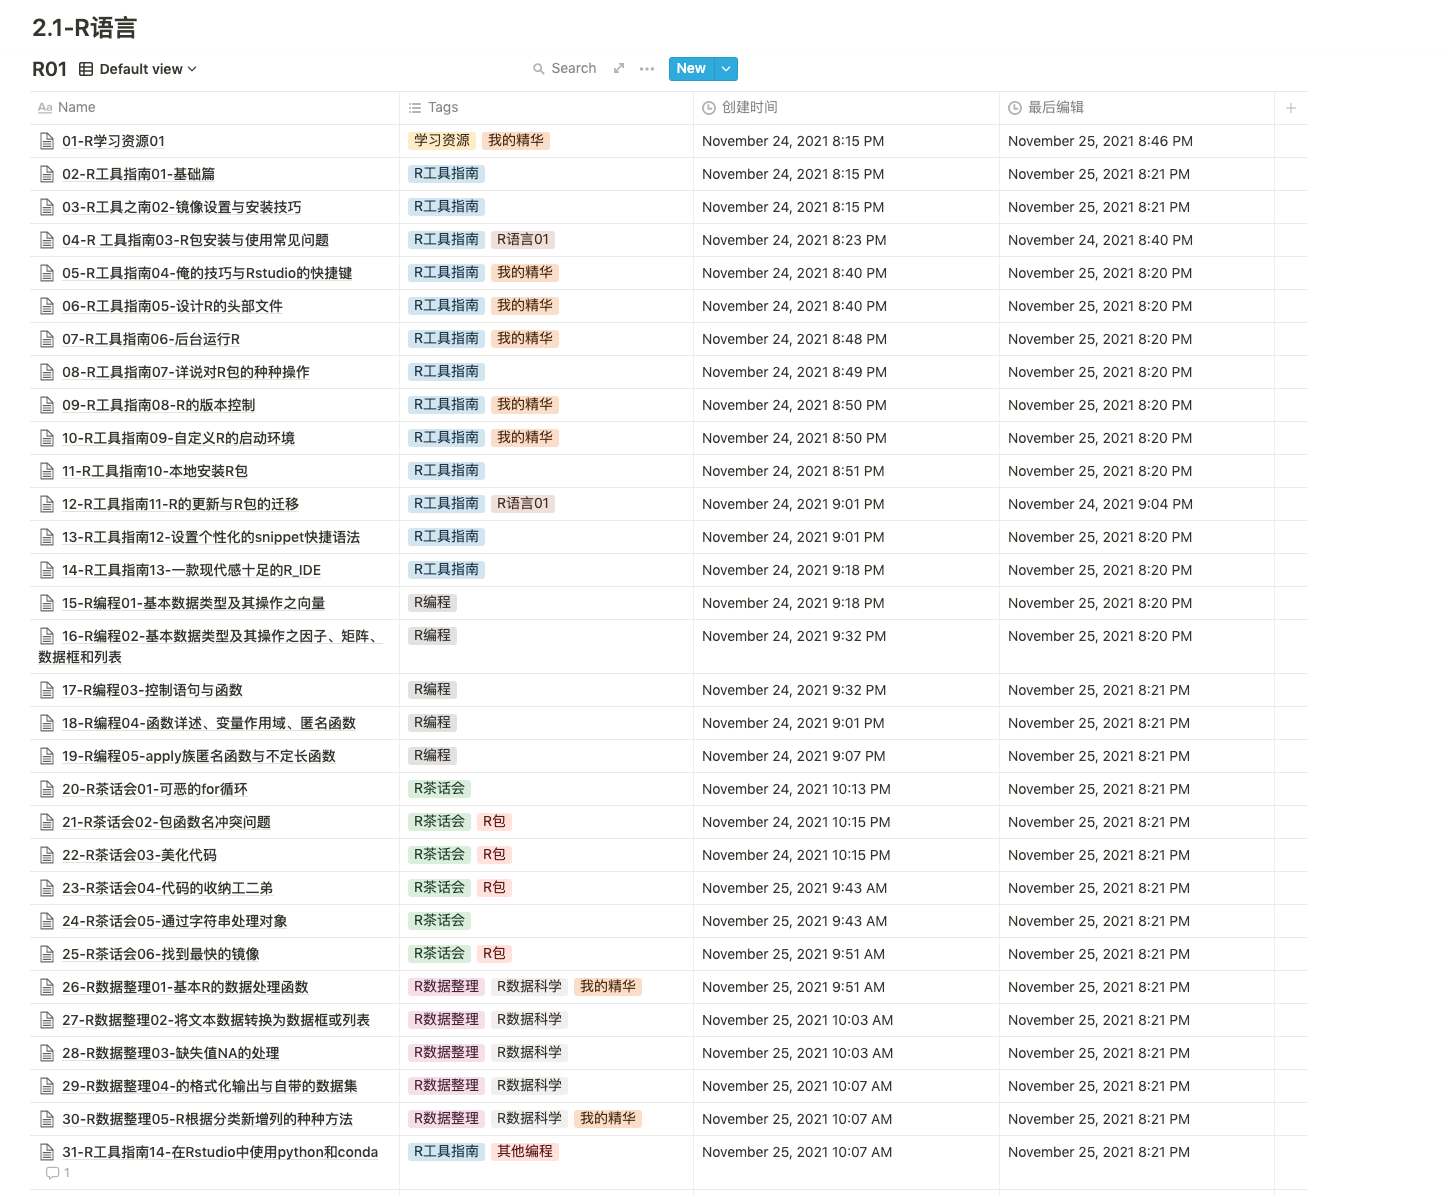 2.1-R语言
R01 Default view Search New
Aa Name Tags 创建时间 最后编辑
01-R学习资源01 学习资源 我的精华 November 24, 2021 8:15 PM November 25, 2021 8:46 PM
02-R工具指南01-基础篇 R工具指南 November 24, 2021 8:15 PM November 25, 2021 8:21 PM
03-R工具之南02-镜像设置与安装技巧 R工具指南 November 24, 2021 8:15 PM November 25, 2021 8:21 PM
04-R 工具指南03-R包安装与使用常见问题 R工具指南 R语言01 November 24, 2021 8:23 PM November 24, 2021 8:40 PM
05-R工具指南04-俺的技巧与Rstudio的快捷键 R工具指南 我的精华 November 24, 2021 8:40 PM November 25, 2021 8:20 PM
06-R工具指南05-设计R的头部文件 R工具指南 我的精华 November 24, 2021 8:40 PM November 25, 2021 8:20 PM
07-R工具指南06-后台运行R R工具指南 我的精华 November 24, 2021 8:48 PM November 25, 2021 8:20 PM
08-R工具指南07-详说对R包的种种操作 R工具指南 November 24, 2021 8:49 PM November 25, 2021 8:20 PM
09-R工具指南08-R的版本控制 R工具指南 我的精华 November 24, 2021 8:50 PM November 25, 2021 8:20 PM
10-R工具指南09-自定义R的启动环境 R工具指南 我的精华 November 24, 2021 8:50 PM November 25, 2021 8:20 PM
11-R工具指南10-本地安装R包 R工具指南 November 24, 2021 8:51 PM November 25, 2021 8:20 PM
12-R工具指南11-R的更新与R包的迁移 R工具指南 R语言01 November 24, 2021 9:01 PM November 24, 2021 9:04 PM
13-R工具指南12-设置个性化的snippet快捷语法 R工具指南 November 24, 2021 9:01 PM November 25, 2021 8:20 PM
14-R工具指南13-一款现代感十足的R_IDE R工具指南 November 24, 2021 9:18 PM November 25, 2021 8:20 PM
15-R编程01-基本数据类型及其操作之向量 R编程 November 24, 2021 9:18 PM November 25, 2021 8:20 PM
16-R编程02-基本数据类型及其操作之因子、矩阵、 R编程 November 24, 2021 9:32 PM November 25, 2021 8:20 PM
数据框和列表
17-R编程03-控制语句与函数 R编程 November 24, 2021 9:32 PM November 25, 2021 8:21 PM
18-R编程04-函数详述、变量作用域、匿名函数 R编程 November 24, 2021 9:01 PM November 25, 2021 8:21 PM
19-R编程05-apply族匿名函数与不定长函数 R编程 November 24, 2021 9:07 PM November 25, 2021 8:21 PM
20-R茶话会01-可恶的for循环 R茶话会 November 24, 2021 10:13 PM November 25, 2021 8:21 PM
21-R茶话会02-包函数名冲突问题 R茶话会 R包 November 24, 2021 10:15 PM November 25, 2021 8:21 PM
22-R茶话会03-美化代码 R茶话会 R包 November 24, 2021 10:15 PM November 25, 2021 8:21 PM
23-R茶话会04-代码的收纳工二弟 R茶话会 R包 November 25, 2021 9:43 AM November 25, 2021 8:21 PM
24-R茶话会05-通过字符串处理对象 R茶话会 November 25, 2021 9:43 AM November 25, 2021 8:21 PM
25-R茶话会06-找到最快的镜像 R茶话会 R包 November 25, 2021 9:51 AM November 25, 2021 8:21 PM
26-R数据整理01-基本R的数据处理函数 R数据整理 R数据科学 我的精华 November 25, 2021 9:51 AM November 25, 2021 8:21 PM
27-R数据整理02-将文本数据转换为数据框或列表 R数据整理 R数据科学 November 25, 2021 10:03 AM November 25, 2021 8:21 PM
28-R数据整理03-缺失值NA的处理 R数据整理 R数据科学 November 25, 2021 10:03 AM November 25, 2021 8:21 PM
29-R数据整理04-的格式化输出与自带的数据集 R数据整理 R数据科学 November 25, 2021 10:07 AM November 25, 2021 8:21 PM
30-R数据整理05-R根据分类新增列的种种方法 R数据整理 R数据科学 我的精华 November 25, 2021 10:07 AM November 25, 2021 8:21 PM
31-R工具指南14-在Rstudio中使用python和conda R工具指南 其他编程 November 25, 2021 10:07 AM November 25, 2021 8:21 PM
1